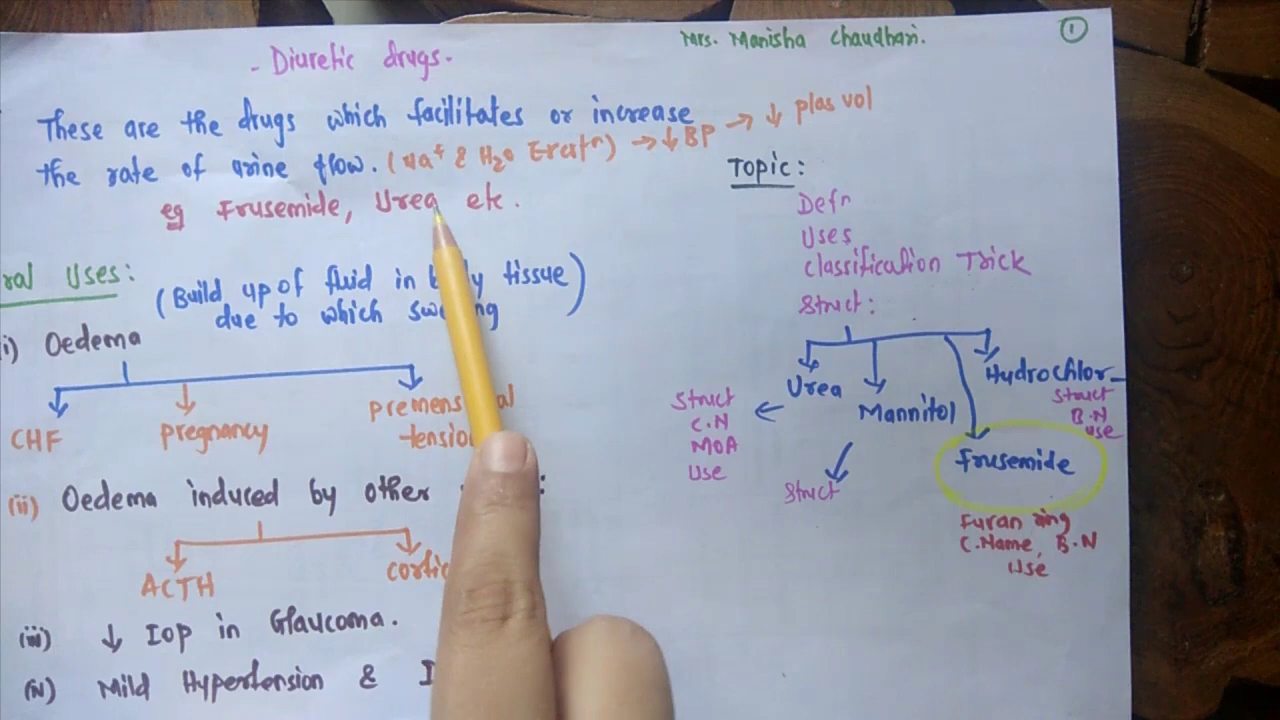 - Diuretic drugs.
Mrs. Manisha Chaudhari.
1
These are the drugs which facilitates or increase
the rate of urine flow. (Na+ & H2O Excrtn) → ↓ BP → ↓ plas vol
eg Frusemide, Urea etc.
ral Uses:
(Build up of fluid in tissue
due to which)
i) Oedema
CHF
pregnancy
tension
(ii) Oedema induced by other :
ACTH
(iii) ↓ IOP in Glaucoma.
(iv) Mild Hypertension &
Topic:
Defn
Uses
Classification Trick
Struct:
Urea
Mannitol
Frusemide
Hydrochlor-
Struct
C.N
MOA
Use
Struct
Furan ring
C.Name, B.N
Use
Struct
B.N
Use